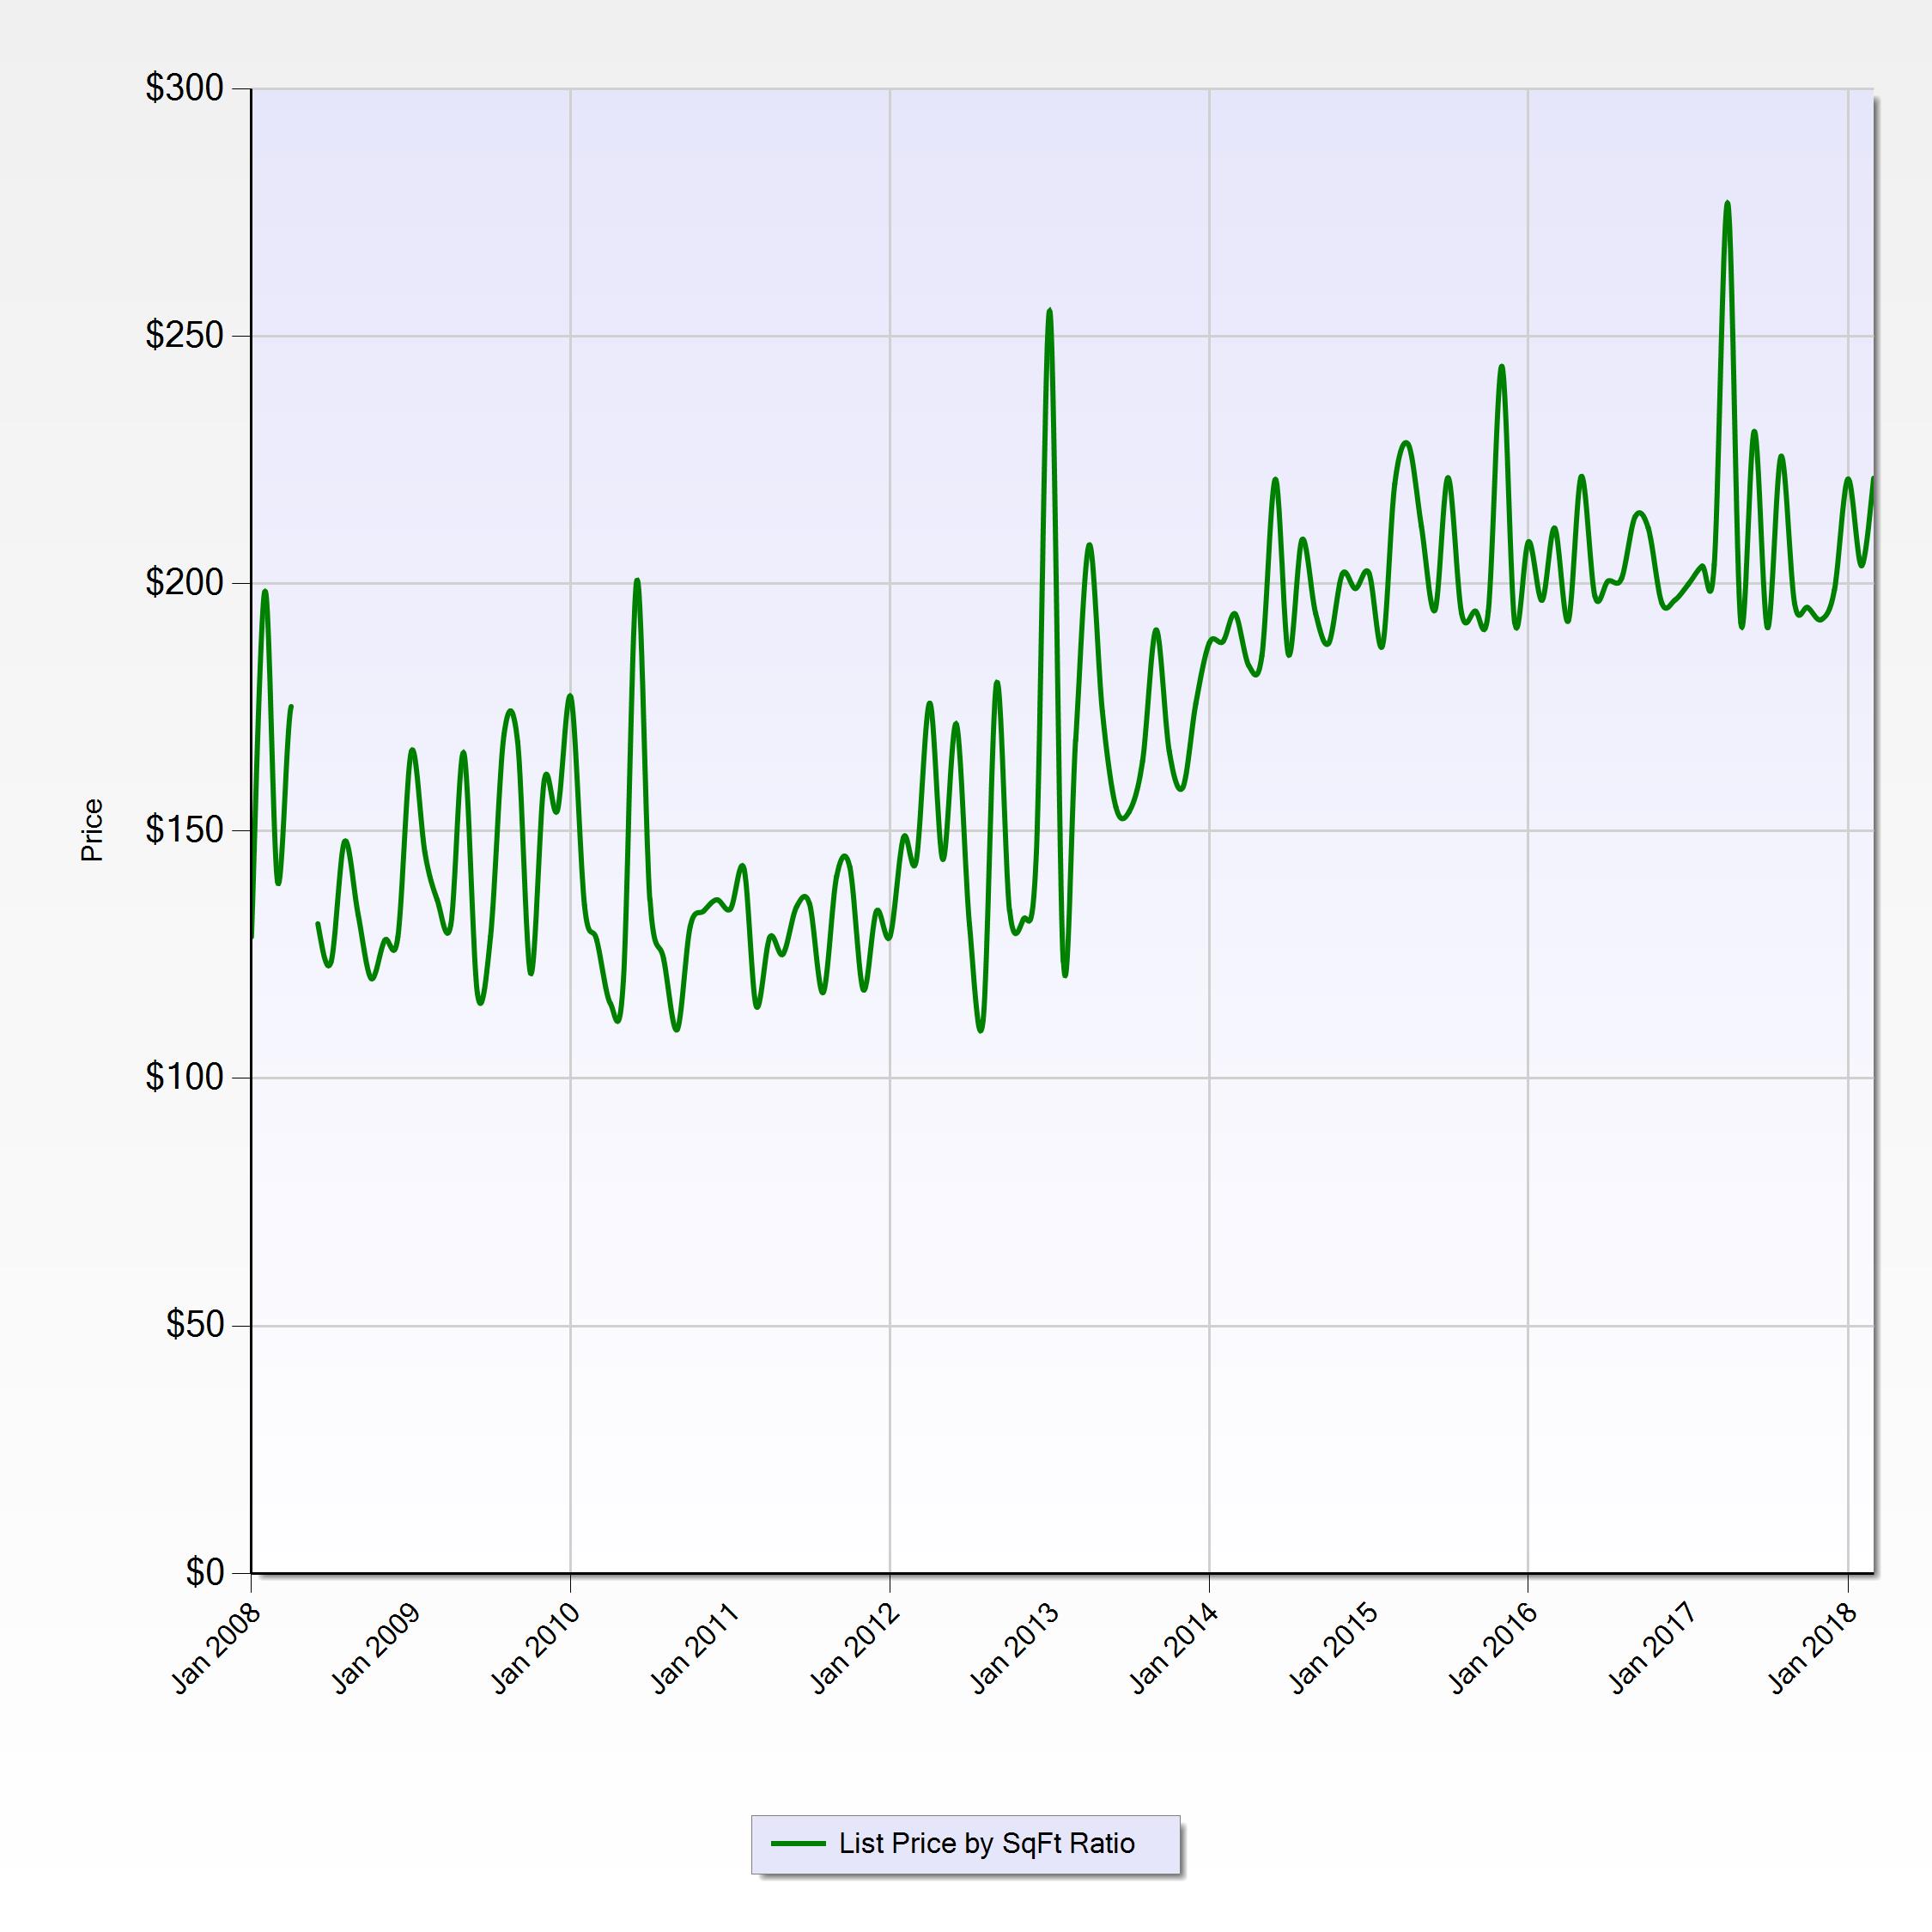 $300
$250
$200
$150
$100
$50
$0
Price
Jan 2008
Jan 2009
Jan 2010
Jan 2011
Jan 2012
Jan 2013
Jan 2014
Jan 2015
Jan 2016
Jan 2017
Jan 2018
List Price by SqFt Ratio